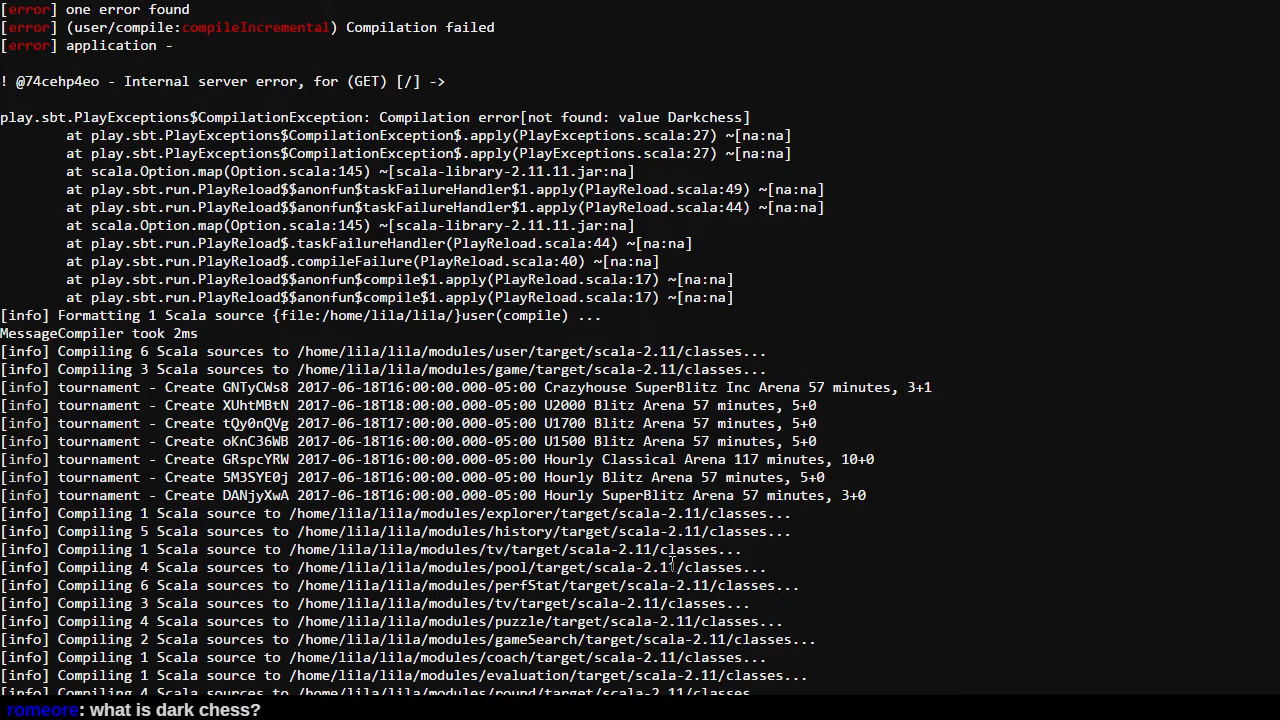 [error] one error found
[error] (user/compile:compileIncremental) Compilation failed
[error] application -
! @74cehp4eo - Internal server error, for (GET) [/] ->
play.sbt.PlayExceptions$CompilationException: Compilation error[not found: value Darkchess]
at play.sbt.PlayExceptions$CompilationException$.apply(PlayExceptions.scala:27) ~[na:na]
at play.sbt.PlayExceptions$CompilationException$.apply(PlayExceptions.scala:27) ~[na:na]
at scala.Option.map(Option.scala:145) ~[scala-library-2.11.11.jar:na]
at play.sbt.run.PlayReload$$anonfun$taskFailureHandler$1.apply(PlayReload.scala:49) ~[na:na]
at play.sbt.run.PlayReload$$anonfun$taskFailureHandler$1.apply(PlayReload.scala:44) ~[na:na]
at scala.Option.map(Option.scala:145) ~[scala-library-2.11.11.jar:na]
at play.sbt.run.PlayReload$.taskFailureHandler(PlayReload.scala:44) ~[na:na]
at play.sbt.run.PlayReload$.compileFailure(PlayReload.scala:40) ~[na:na]
at play.sbt.run.PlayReload$$anonfun$compile$1.apply(PlayReload.scala:17) ~[na:na]
at play.sbt.run.PlayReload$$anonfun$compile$1.apply(PlayReload.scala:17) ~[na:na]
[info] Formatting 1 Scala source {file:/home/lila/lila/}user(compile) ...
MessageCompiler took 2ms
[info] Compiling 6 Scala sources to /home/lila/lila/modules/user/target/scala-2.11/classes...
[info] Compiling 3 Scala sources to /home/lila/lila/modules/game/target/scala-2.11/classes...
[info] tournament - Create GNTyCWs8 2017-06-18T16:00:00.000-05:00 Crazyhouse SuperBlitz Inc Arena 57 minutes, 3+1
[info] tournament - Create XUhtMBtN 2017-06-18T18:00:00.000-05:00 U2000 Blitz Arena 57 minutes, 5+0
[info] tournament - Create tQy0nQVg 2017-06-18T17:00:00.000-05:00 U1700 Blitz Arena 57 minutes, 5+0
[info] tournament - Create oKnC36WB 2017-06-18T16:00:00.000-05:00 U1500 Blitz Arena 57 minutes, 5+0
[info] tournament - Create GRspcYRW 2017-06-18T16:00:00.000-05:00 Hourly Classical Arena 117 minutes, 10+0
[info] tournament - Create 5M3SYE0j 2017-06-18T16:00:00.000-05:00 Hourly Blitz Arena 57 minutes, 5+0
[info] tournament - Create DANjyXwA 2017-06-18T16:00:00.000-05:00 Hourly SuperBlitz Arena 57 minutes, 3+0
[info] Compiling 1 Scala source to /home/lila/lila/modules/explorer/target/scala-2.11/classes...
[info] Compiling 5 Scala sources to /home/lila/lila/modules/history/target/scala-2.11/classes...
[info] Compiling 1 Scala source to /home/lila/lila/modules/tv/target/scala-2.11/classes...
[info] Compiling 4 Scala sources to /home/lila/lila/modules/pool/target/scala-2.11/classes...
[info] Compiling 6 Scala sources to /home/lila/lila/modules/perfStat/target/scala-2.11/classes...
[info] Compiling 3 Scala sources to /home/lila/lila/modules/tv/target/scala-2.11/classes...
[info] Compiling 4 Scala sources to /home/lila/lila/modules/puzzle/target/scala-2.11/classes...
[info] Compiling 2 Scala sources to /home/lila/lila/modules/gameSearch/target/scala-2.11/classes...
[info] Compiling 1 Scala source to /home/lila/lila/modules/coach/target/scala-2.11/classes...
[info] Compiling 1 Scala source to /home/lila/lila/modules/evaluation/target/scala-2.11/classes...
[info] Compiling 4 Scala sources to /home/lila/lila/modules/round/target/scala-2.11/classes...
romeore: what is dark chess?